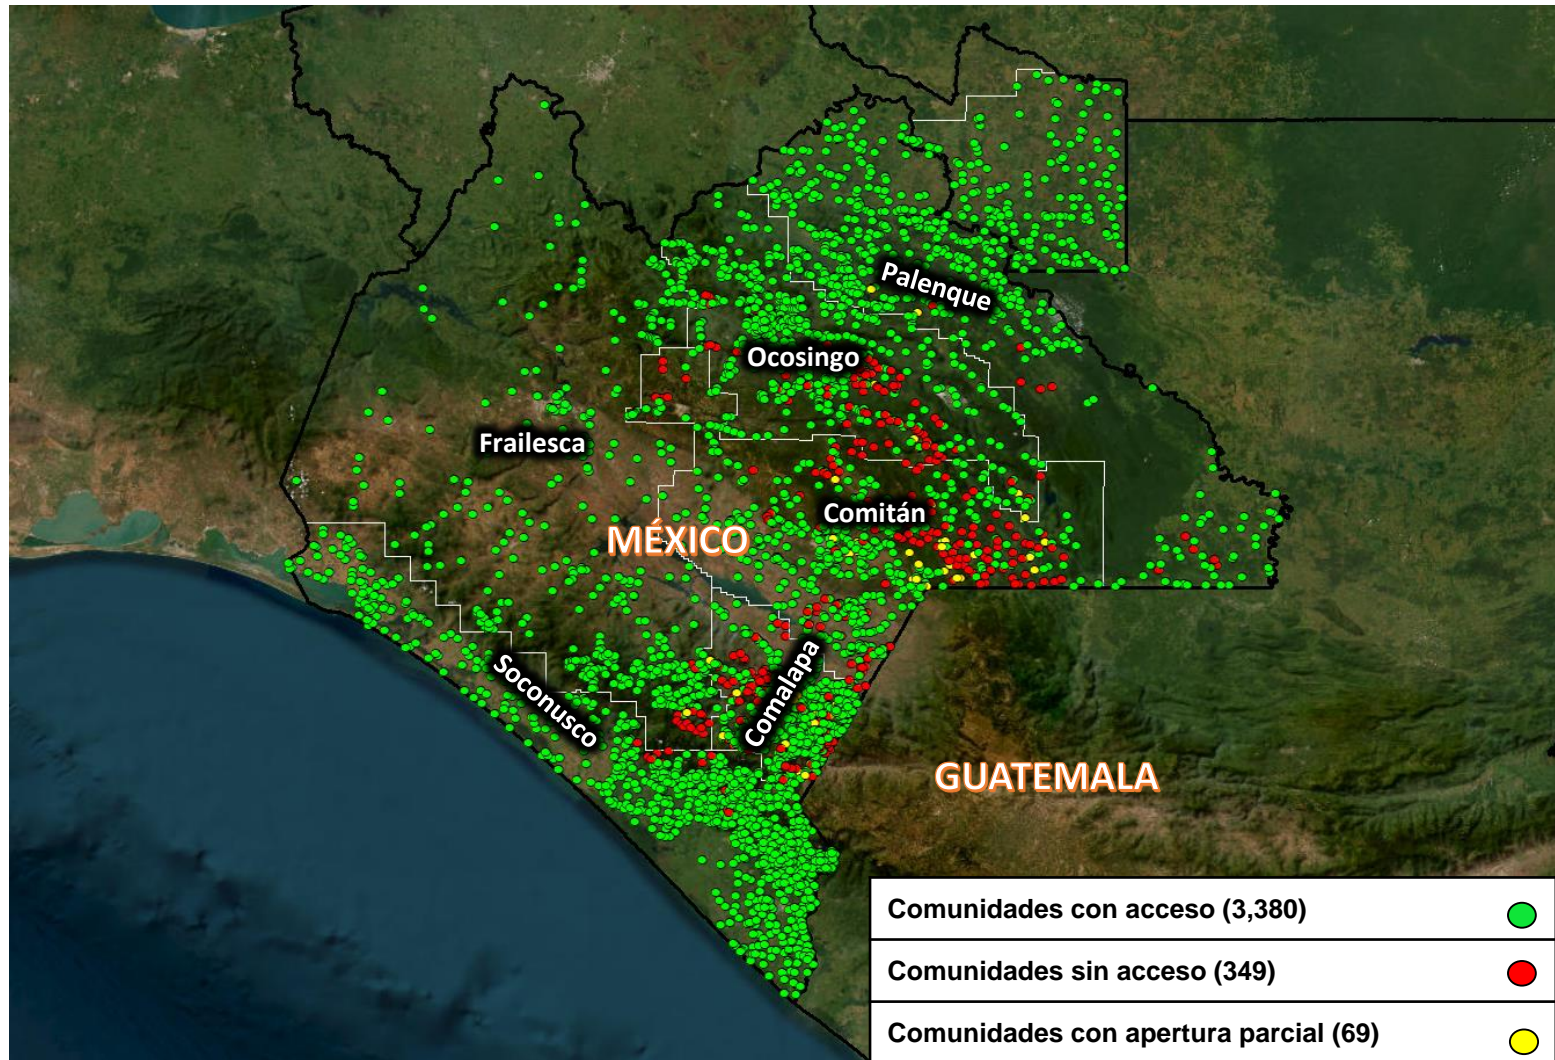 Palenque
Ocosingo
Frailesca
Comitán
MÉXICO
Soconusco
Comalapa
GUATEMALA
Comunidades con acceso (3,380)
Comunidades sin acceso (349)
Comunidades con apertura parcial (69)